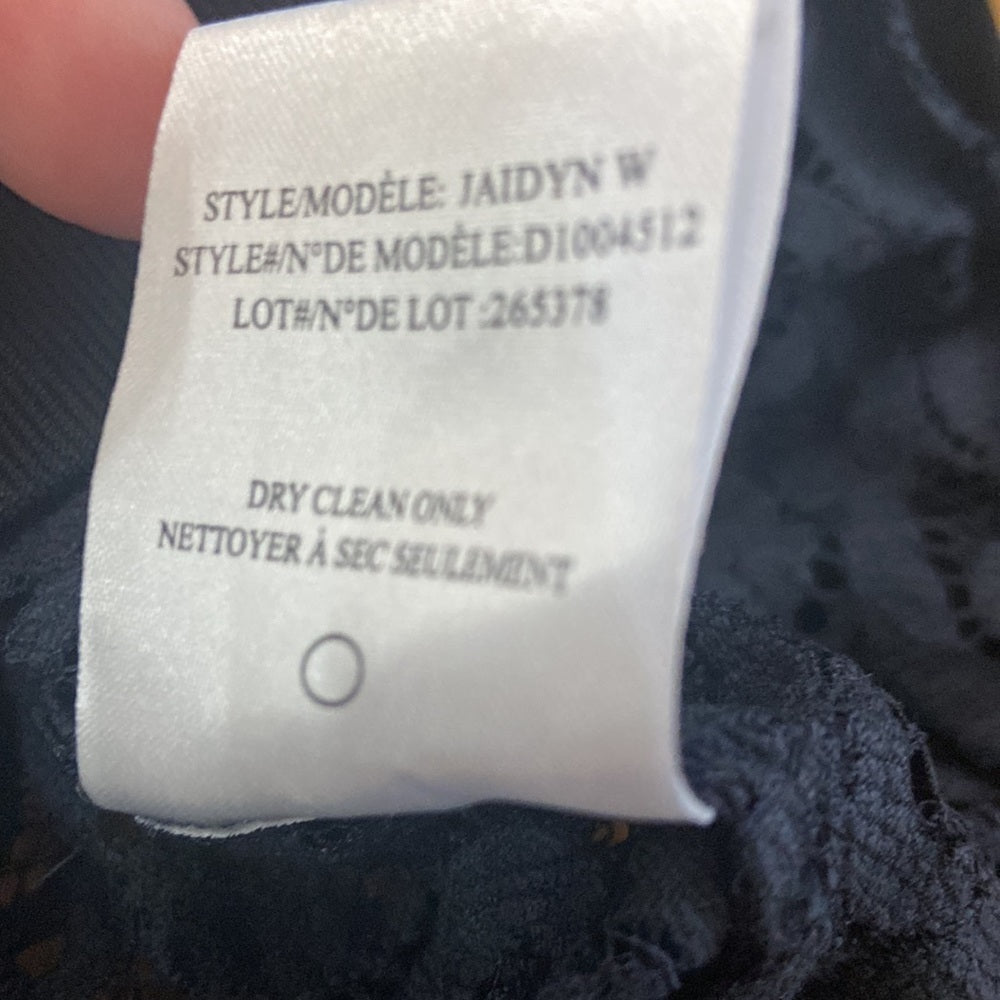 STYLE/MODÈLE: JAIDYN W
STYLE#/N°DE MODÈLE:D1004512
LOT#/N°DE LOT :265378
DRY CLEAN ONLY
NETTOYER À SEC SEULEMENT